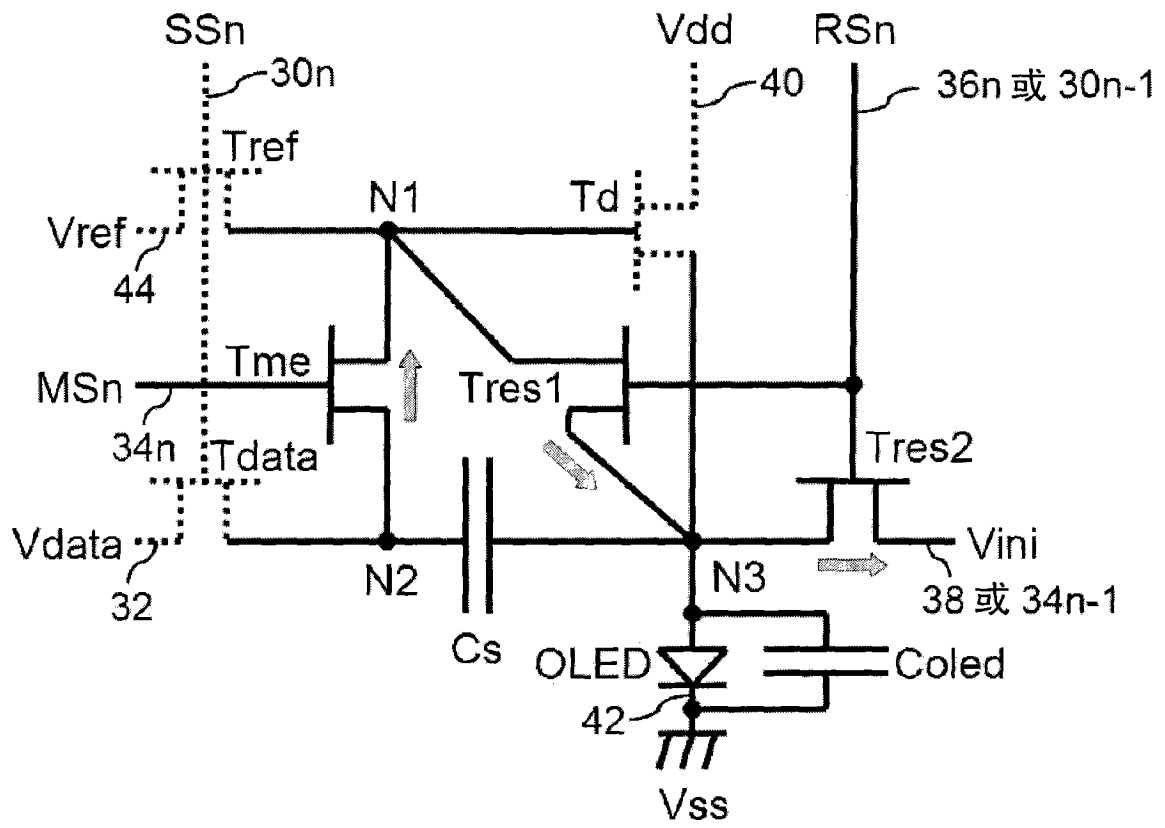 SSn
Vdd
RSn
30n
40
36n 或 30n-1
Tref
N1
Td
Vref
44
Tme
Tres1
MSn
34n
Tdata
Tres2
Vdata
32
N2
N3
Vini
38 或 34n-1
Cs
OLED
Coled
42
Vss